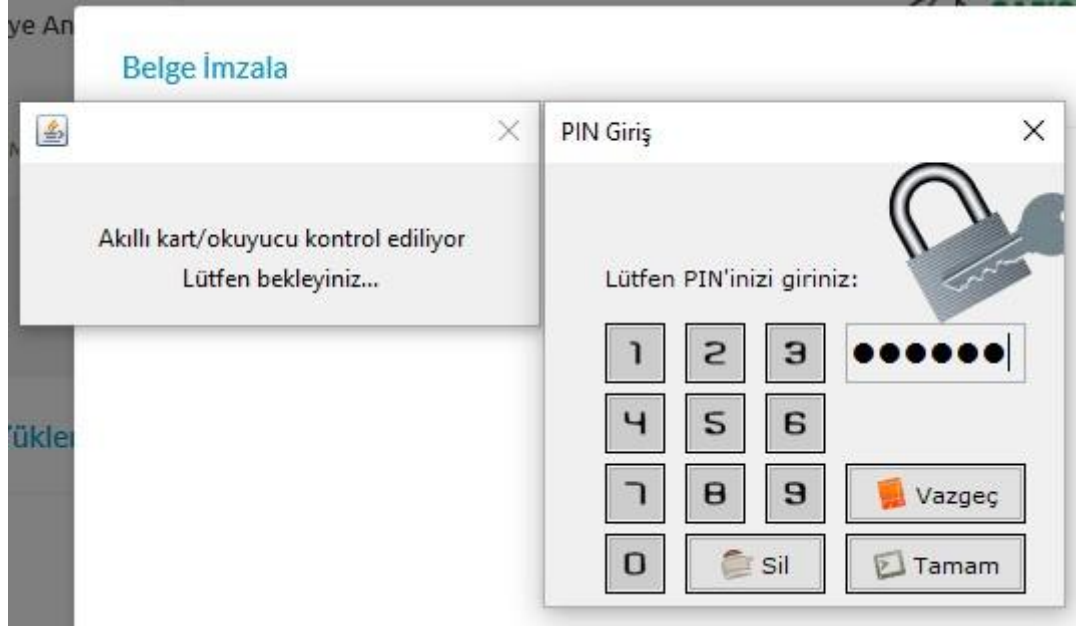 ye An
Belge İmzala
PIN Giriş
Akıllı kart/okuyucu kontrol ediliyor
Lütfen bekleyiniz...
Lütfen PIN'inizi giriniz:
1 2 3 ●●●●●●
4 5 6
7 8 9 Vazgeç
0 Sil Tamam
ükler